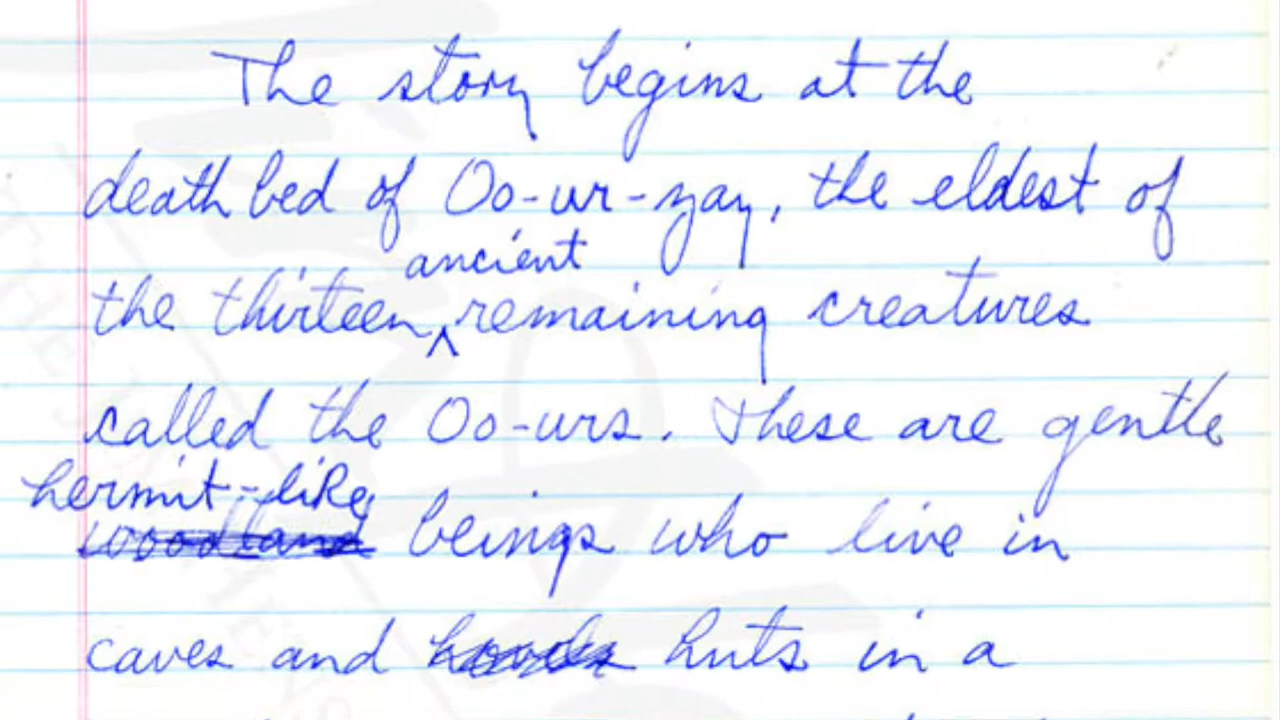 The story begins at the
death bed of Oo-ur-zay, the eldest of
ancient
the thirteen ^ remaining creatures
called the Oo-urs. These are gentle
hermit-like
woodland beings who live in
caves and huts in a